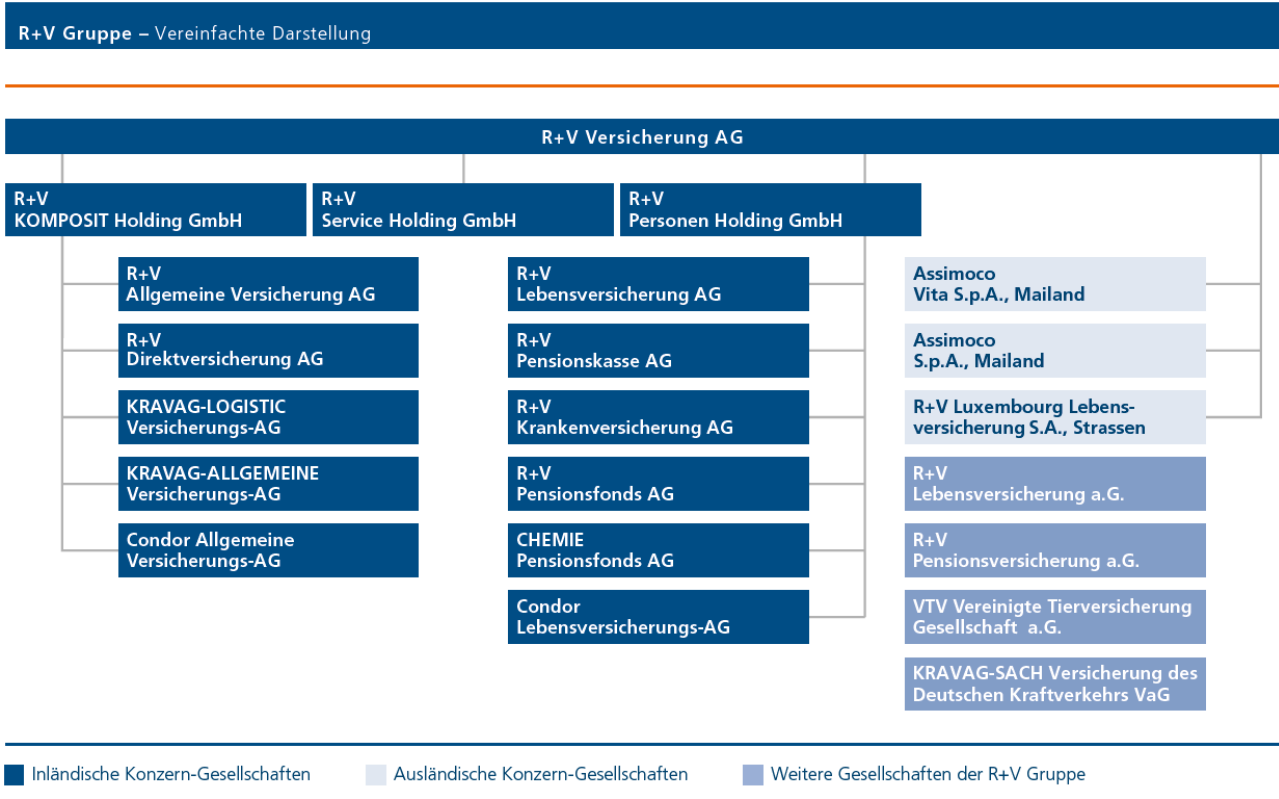 R+V Gruppe – Vereinfachte Darstellung
R+V Versicherung AG
R+V
KOMPOSIT Holding GmbH
R+V
Service Holding GmbH
R+V
Personen Holding GmbH
R+V
Allgemeine Versicherung AG
R+V
Direktversicherung AG
KRAVAG-LOGISTIC
Versicherungs-AG
KRAVAG-ALLGEMEINE
Versicherungs-AG
Condor Allgemeine
Versicherungs-AG
R+V
Lebensversicherung AG
R+V
Pensionskasse AG
R+V
Krankenversicherung AG
R+V
Pensionsfonds AG
CHEMIE
Pensionsfonds AG
Condor
Lebensversicherungs-AG
Assimoco
Vita S.p.A., Mailand
Assimoco
S.p.A., Mailand
R+V Luxembourg Lebens-
versicherung S.A., Strassen
R+V
Lebensversicherung a.G.
R+V
Pensionsversicherung a.G.
VTV Vereinigte Tierversicherung
Gesellschaft a.G.
KRAVAG-SACH Versicherung des
Deutschen Kraftverkehrs VaG
Inländische Konzern-Gesellschaften
Ausländische Konzern-Gesellschaften
Weitere Gesellschaften der R+V Gruppe